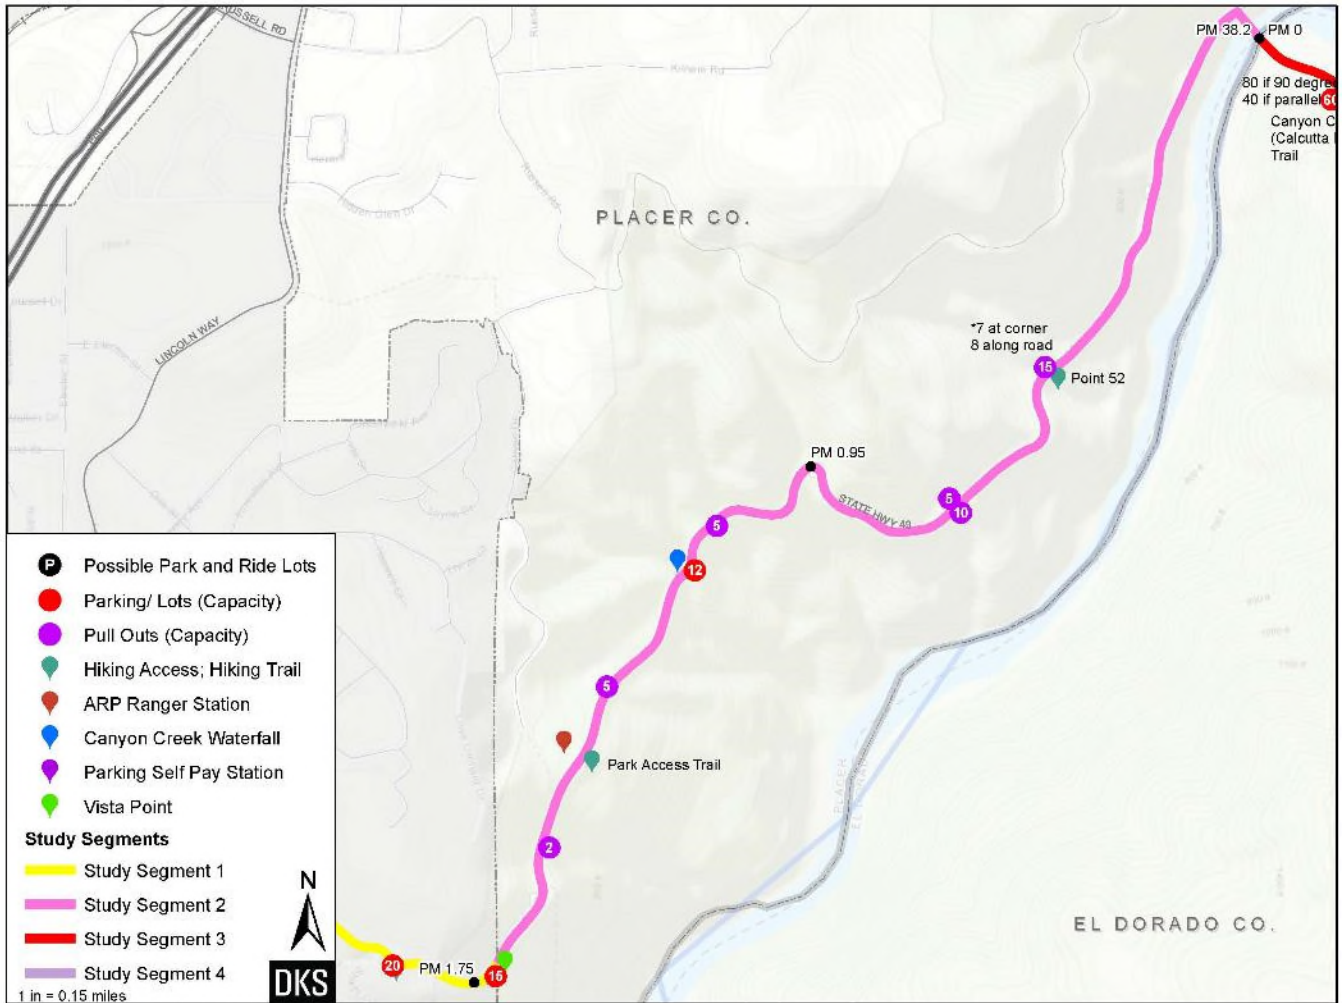 RUSSELL RD
Kilham Rd
LINCOLN WAY
PLACER CO.
PM 38.2
PM 0
80 if 90 degre
40 if parallel
60
Canyon C
(Calcutta
Trail
*7 at corner
8 along road
15
Point 52
PM 0.95
STATE HWY 49
5
10
5
12
5
Park Access Trail
2
PLACER
EL DORADO CO.
PM 1.75
16
20
P
Possible Park and Ride Lots
Parking/ Lots (Capacity)
Pull Outs (Capacity)
Hiking Access; Hiking Trail
ARP Ranger Station
Canyon Creek Waterfall
Parking Self Pay Station
Vista Point
Study Segments
Study Segment 1
Study Segment 2
Study Segment 3
Study Segment 4
N
DKS
1 in = 0.15 miles